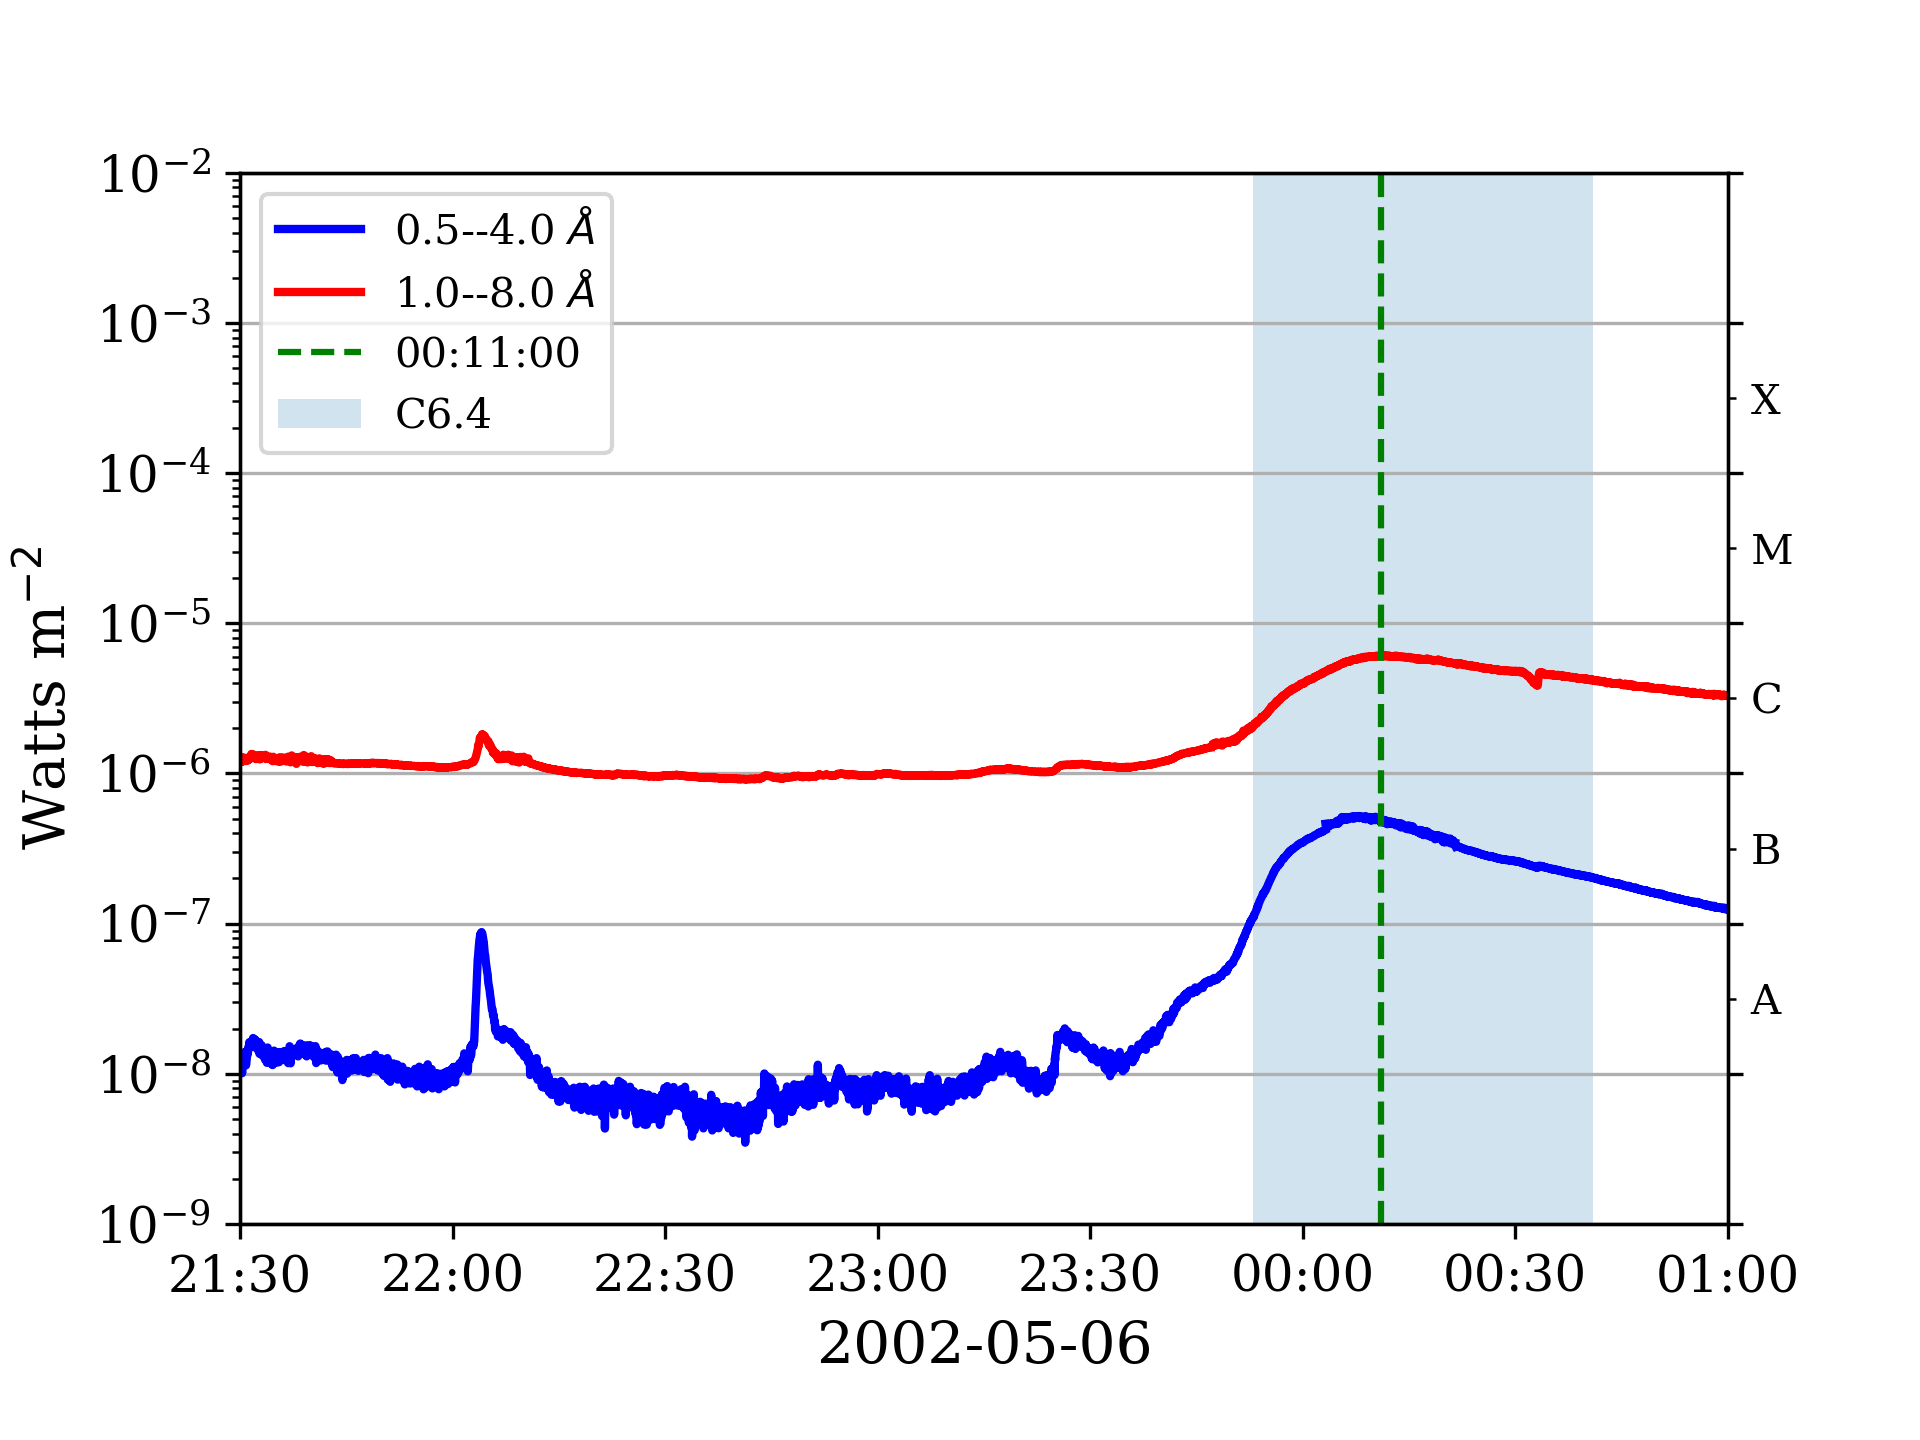 10⁻²
10⁻³
10⁻⁴
10⁻⁵
10⁻⁶
10⁻⁷
10⁻⁸
10⁻⁹
Watts m⁻²
0.5--4.0 Å
1.0--8.0 Å
00:11:00
C6.4
X
M
C
B
A
21:30 22:00 22:30 23:00 23:30 00:00 00:30 01:00
2002-05-06